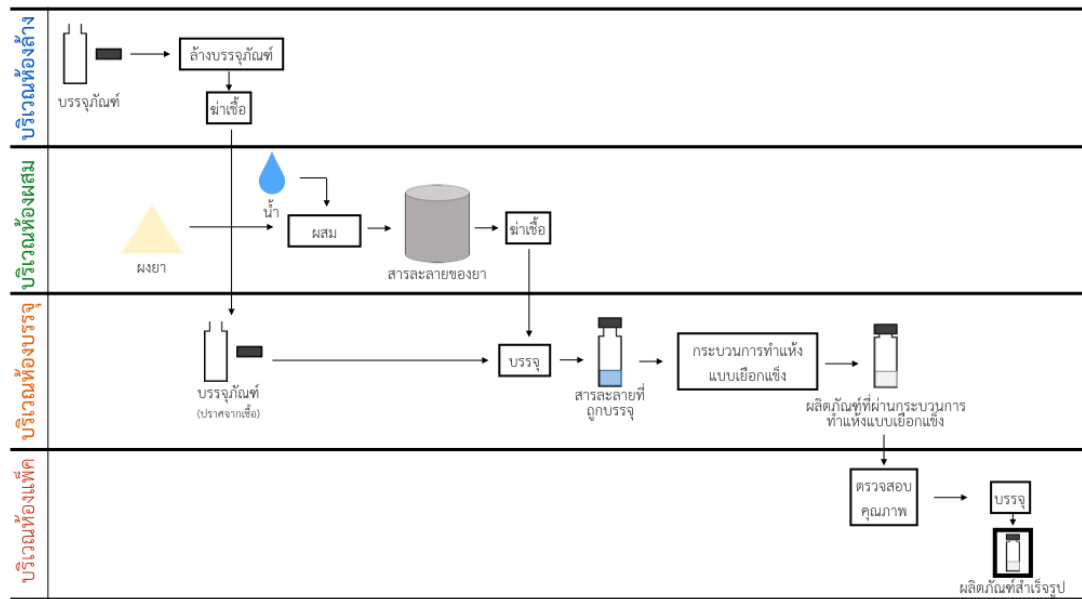 บริเวณห้องล้าง
บรรจุภัณฑ์
ล้างบรรจุภัณฑ์
ฆ่าเชื้อ
บริเวณห้องผสม
ผงยา
น้ำ
ผสม
สารละลายของยา
ฆ่าเชื้อ
บริเวณห้องบรรจุ
บรรจุภัณฑ์
(ปราศจากเชื้อ)
บรรจุ
สารละลายที่
ถูกบรรจุ
กระบวนการทำแห้ง
แบบเยือกแข็ง
ผลิตภัณฑ์ที่ผ่านกระบวนการ
ทำแห้งแบบเยือกแข็ง
บริเวณห้องแพ็ค
ตรวจสอบ
คุณภาพ
บรรจุ
ผลิตภัณฑ์สำเร็จรูป